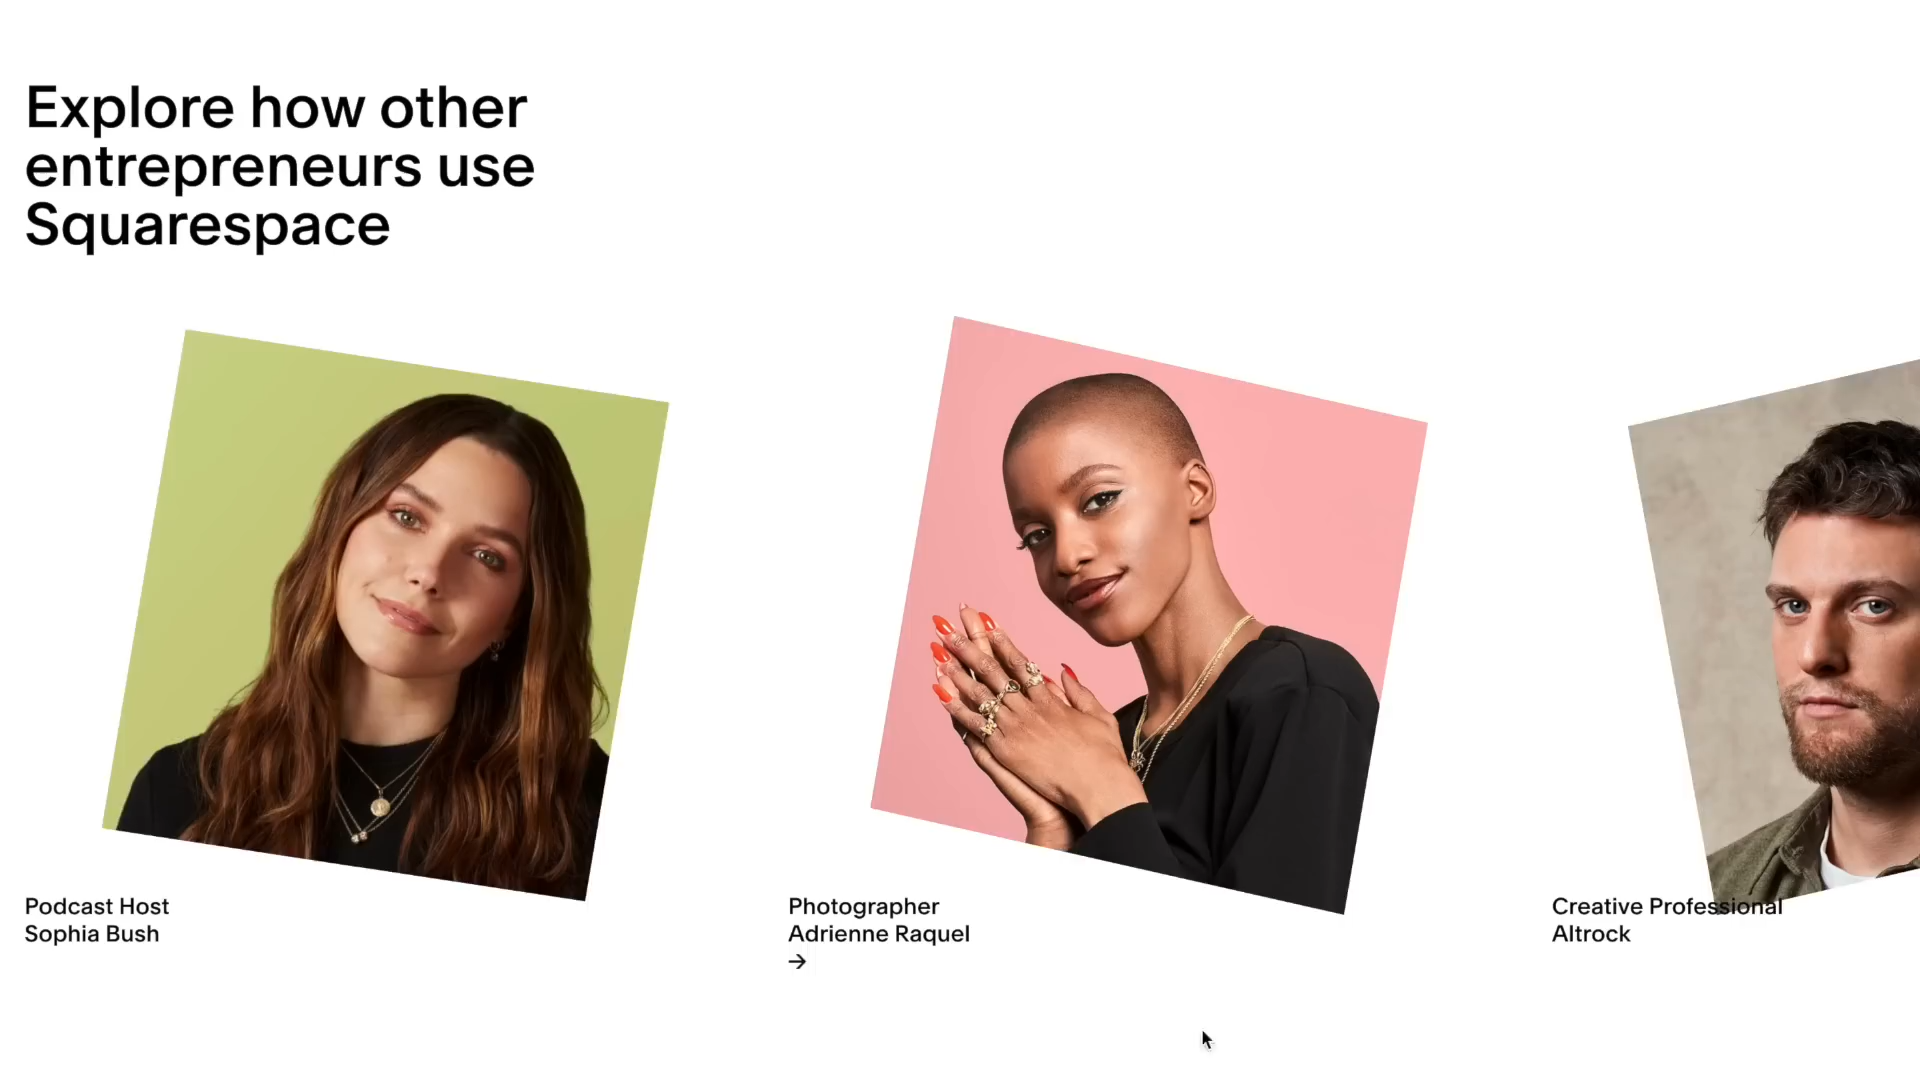 Explore how other
entrepreneurs use
Squarespace
Podcast Host
Sophia Bush
Photographer
Adrienne Raquel
→
Creative Professional
Altrock